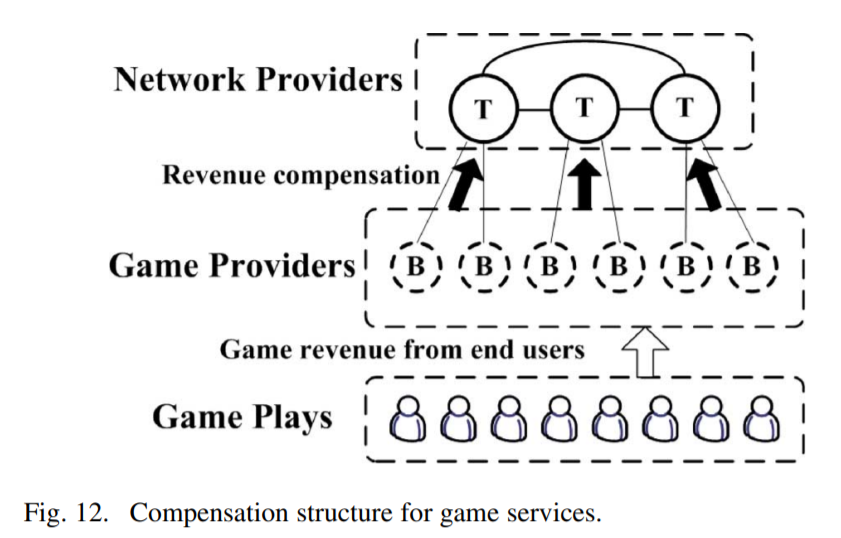 Network Providers
T T T
Revenue compensation
Game Providers
B B B B B B
Game revenue from end users
Game Plays
Fig. 12. Compensation structure for game services.